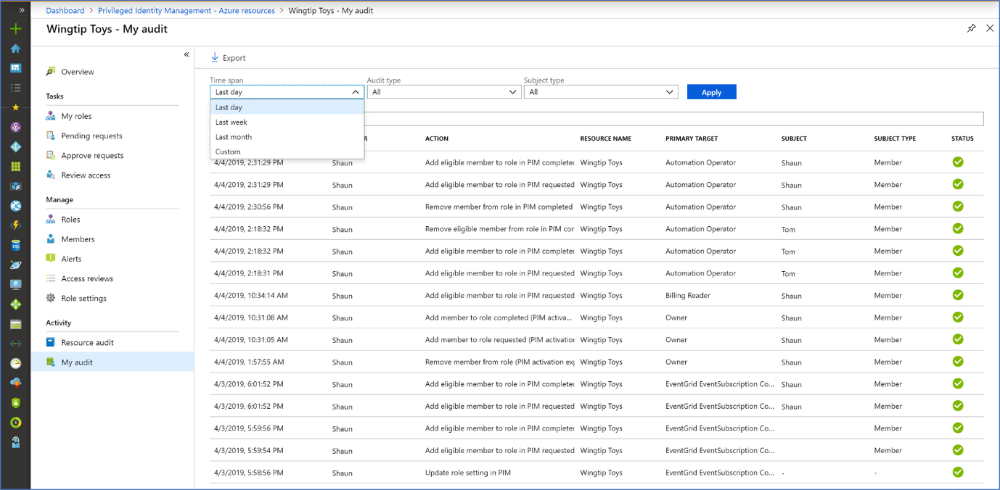 » Dashboard > Privileged Identity Management - Azure resources > Wingtip Toys - My audit
Wingtip Toys - My audit
«
Overview
Tasks
My roles
Pending requests
Approve requests
Review access
Manage
Roles
Members
Alerts
Access reviews
Role settings
Activity
Resource audit
My audit
Export
Time span Audit type Subject type
Last day All All Apply
Last day
Last week
Last month
Custom
R ACTION RESOURCE NAME PRIMARY TARGET SUBJECT SUBJECT TYPE STATUS
4/4/2019, 2:31:29 PM Shaun Add eligible member to role in PIM completed Wingtip Toys Automation Operator Shaun Member
4/4/2019, 2:31:29 PM Shaun Add eligible member to role in PIM requested Wingtip Toys Automation Operator Shaun Member
4/4/2019, 2:30:56 PM Shaun Remove member from role in PIM completed Wingtip Toys Automation Operator Shaun Member
4/4/2019, 2:18:32 PM Shaun Remove eligible member from role in PIM cor Wingtip Toys Automation Operator Tom Member
4/4/2019, 2:18:32 PM Shaun Add eligible member to role in PIM completed Wingtip Toys Automation Operator Tom Member
4/4/2019, 2:18:31 PM Shaun Add eligible member to role in PIM requested Wingtip Toys Automation Operator Tom Member
4/4/2019, 10:34:14 AM Shaun Add eligible member to role in PIM requested Wingtip Toys Billing Reader Shaun Member
4/4/2019, 10:31:08 AM Shaun Add member to role completed (PIM activa... Wingtip Toys Owner Shaun Member
4/4/2019, 10:31:05 AM Shaun Add member to role requested (PIM activation Wingtip Toys Owner Shaun Member
4/4/2019, 1:57:55 AM Shaun Remove member from role (PIM activation exp Wingtip Toys Owner Shaun Member
4/3/2019, 6:01:52 PM Shaun Add eligible member to role in PIM completed Wingtip Toys EventGrid EventSubscription Co... Shaun Member
4/3/2019, 6:01:52 PM Shaun Add eligible member to role in PIM requested Wingtip Toys EventGrid EventSubscription Co... Shaun Member
4/3/2019, 5:59:56 PM Shaun Add eligible member to role in PIM completed Wingtip Toys EventGrid EventSubscription Co... Member
4/3/2019, 5:59:54 PM Shaun Add eligible member to role in PIM requested Wingtip Toys EventGrid EventSubscription Co... Member
4/3/2019, 5:58:56 PM Shaun Update role setting in PIM Wingtip Toys EventGrid EventSubscription Co... - -